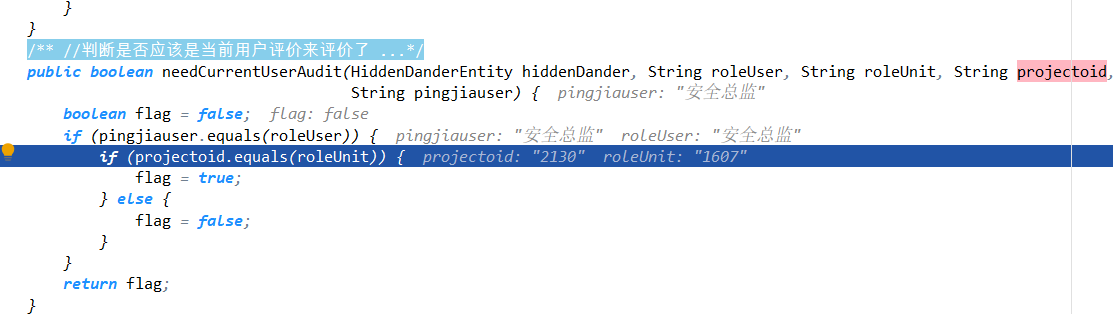 }
}
/** //判断是否应该是当前用户评价来评价了 ...*/
public boolean needCurrentUserAudit(HiddenDanderEntity hiddenDander, String roleUser, String roleUnit, String projectoid,
String pingjiauser) { pingjiauser: "安全总监"
boolean flag = false; flag: false
if (pingjiauser.equals(roleUser)) { pingjiauser: "安全总监" roleUser: "安全总监"
if (projectoid.equals(roleUnit)) { projectoid: "2130" roleUnit: "1607"
flag = true;
} else {
flag = false;
}
}
return flag;
}